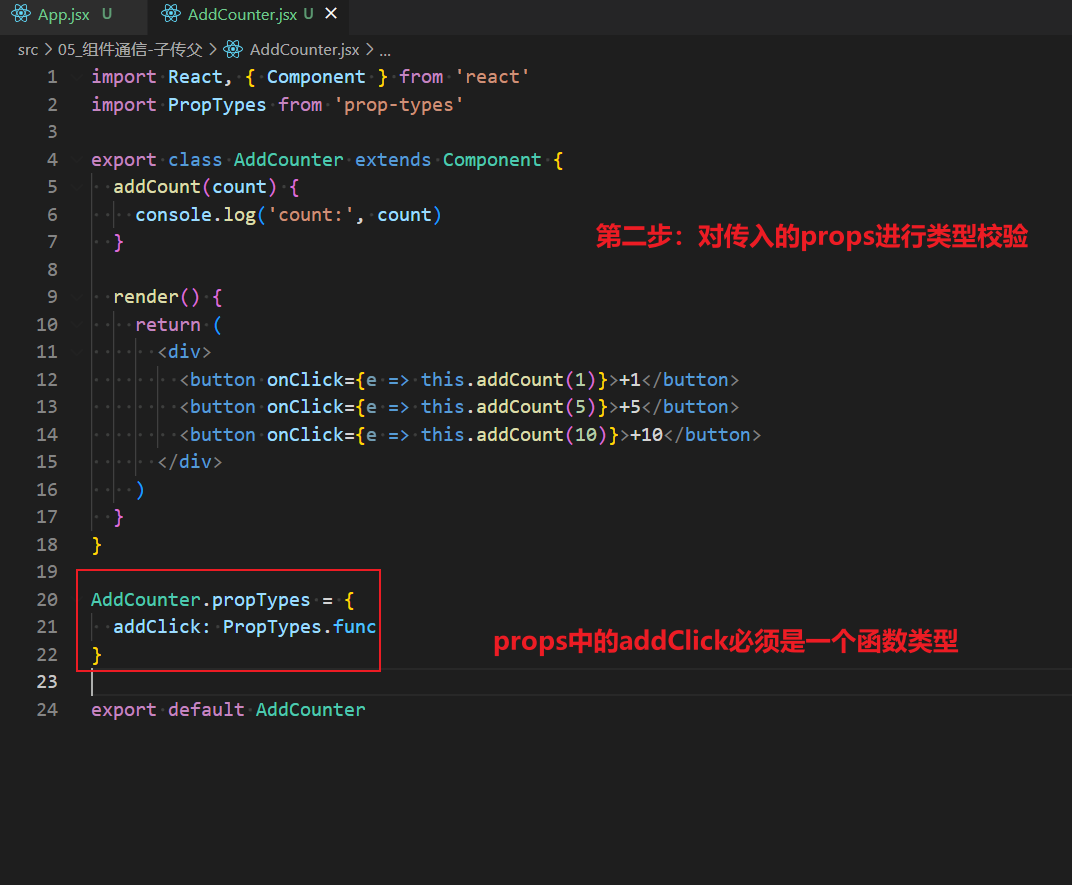 App.jsx U AddCounter.jsx U
src > 05_组件通信-子传父 > AddCounter.jsx > ...
1 import React, { Component } from 'react'
2 import PropTypes from 'prop-types'
3
4 export class AddCounter extends Component {
5 addCount(count) {
6 console.log('count:', count)
第二步：对传入的props进行类型校验
7 }
8
9 render() {
10 return (
11 <div>
12 <button onClick={e => this.addCount(1)}>+1</button>
13 <button onClick={e => this.addCount(5)}>+5</button>
14 <button onClick={e => this.addCount(10)}>+10</button>
15 </div>
16 )
17 }
18 }
19
20 AddCounter.propTypes = {
21 addClick: PropTypes.func
props中的addClick必须是一个函数类型
22 }
23
24 export default AddCounter